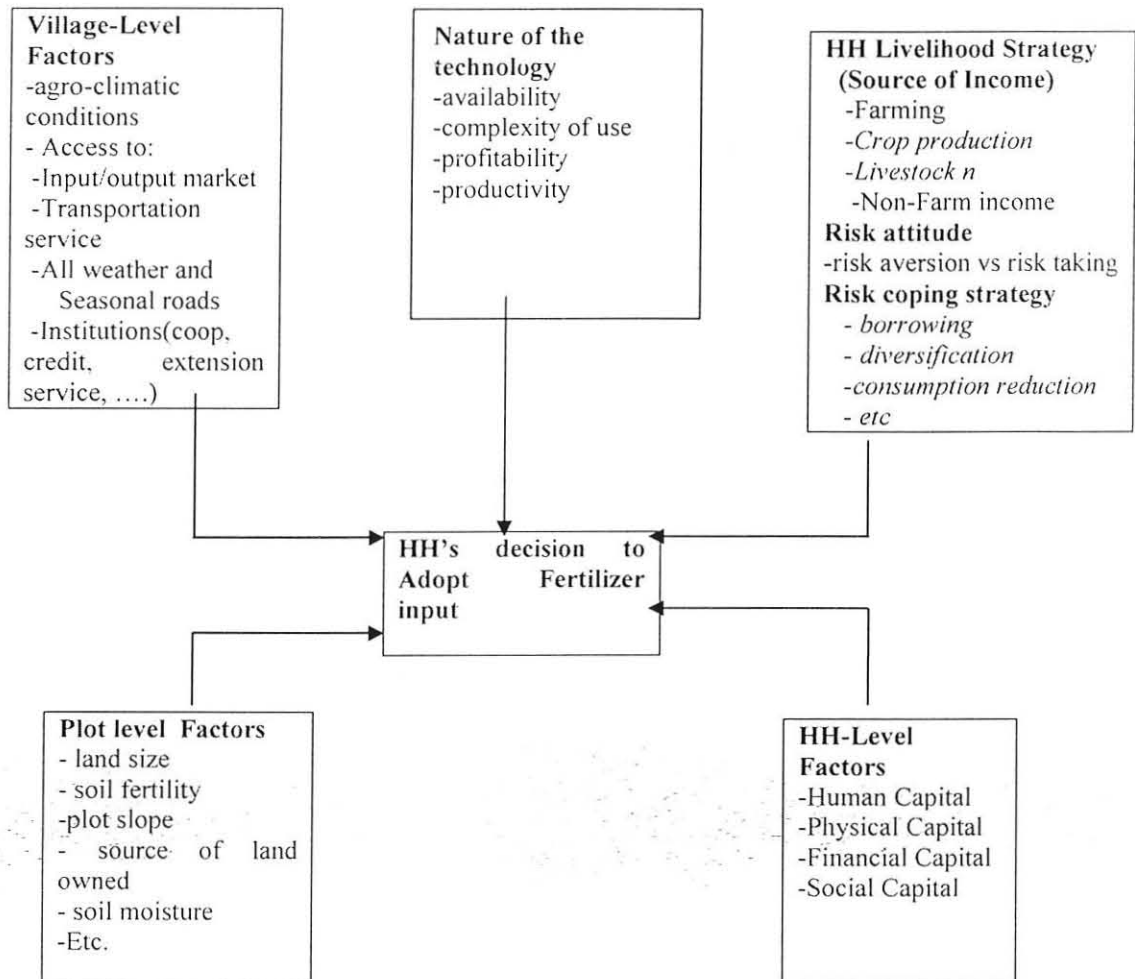 Village-Level
Factors
-agro-climatic
conditions
- Access to:
-Input/output market
-Transportation
service
-All weather and
Seasonal roads
-Institutions(coop,
credit, extension
service, ....)
Nature of the
technology
-availability
-complexity of use
-profitability
-productivity
HH Livelihood Strategy
(Source of Income)
-Farming
-Crop production
-Livestock n
-Non-Farm income
Risk attitude
-risk aversion vs risk taking
Risk coping strategy
- borrowing
- diversification
-consumption reduction
- etc
HH's decision to
Adopt Fertilizer
input
Plot level Factors
- land size
- soil fertility
-plot slope
- source of land
owned
- soil moisture
-Etc.
HH-Level
Factors
-Human Capital
-Physical Capital
-Financial Capital
-Social Capital